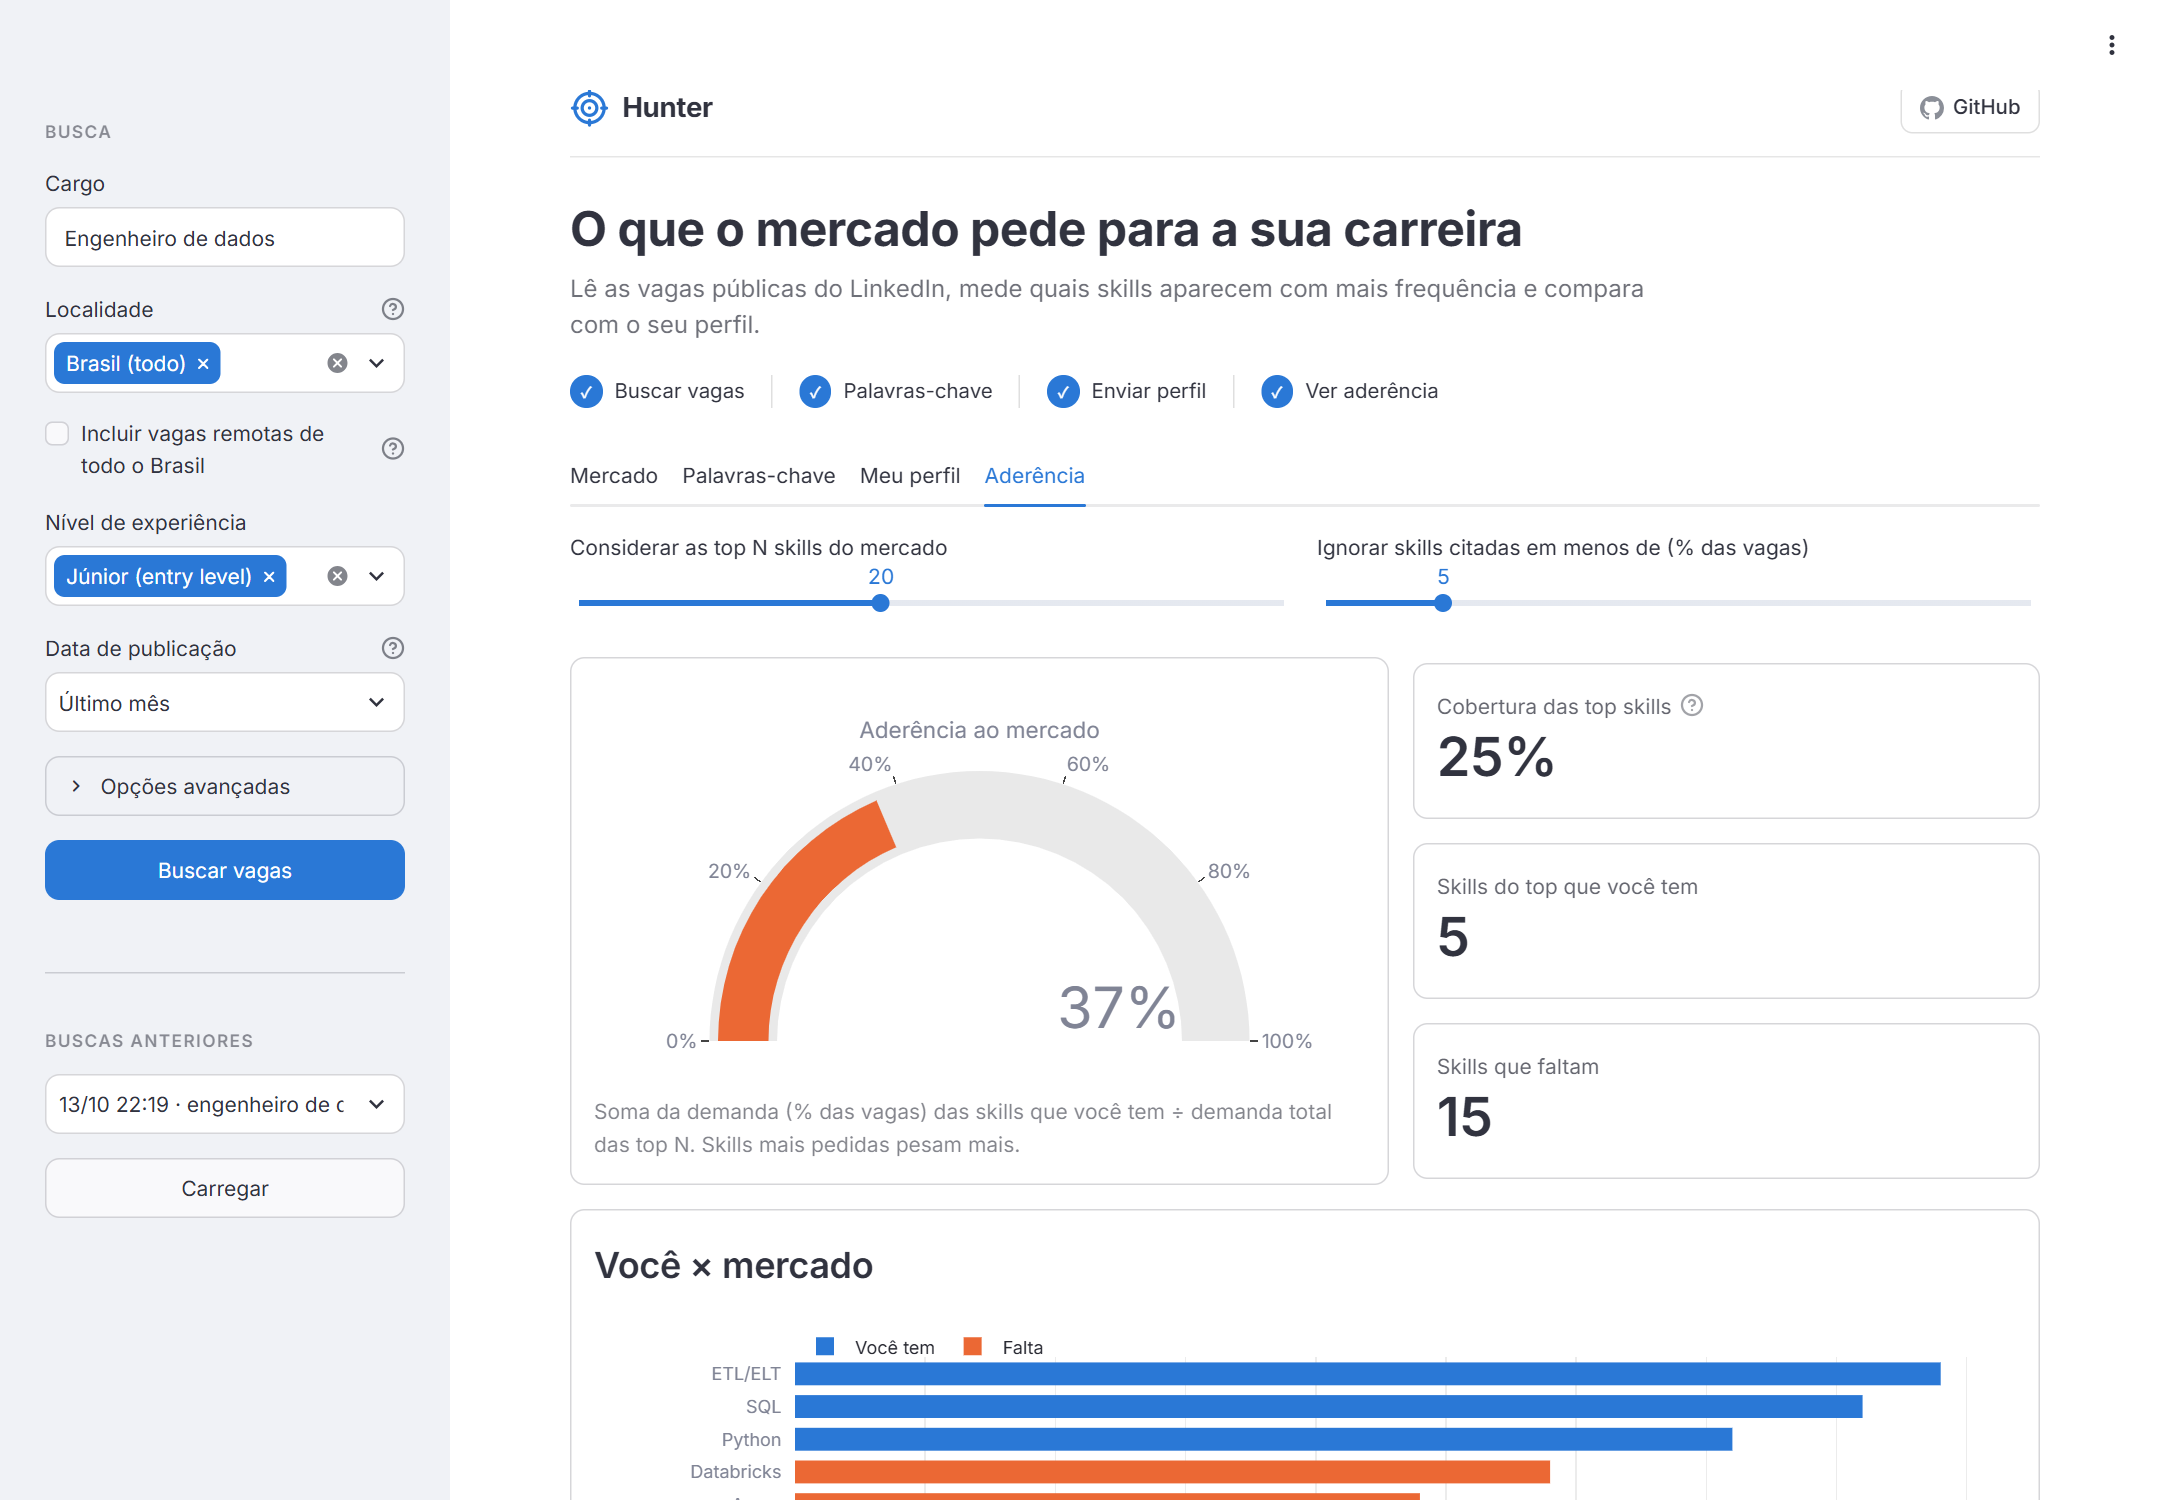 BUSCA
Cargo
Engenheiro de dados
Localidade
Brasil (todo)
Incluir vagas remotas de
todo o Brasil
Nível de experiência
Júnior (entry level)
Data de publicação
Último mês
Opções avançadas
Buscar vagas
BUSCAS ANTERIORES
13/10 22:19 · engenheiro de
Carregar
Hunter
GitHub
O que o mercado pede para a sua carreira
Lê as vagas públicas do LinkedIn, mede quais skills aparecem com mais frequência e compara
com o seu perfil.
✓ Buscar vagas ✓ Palavras-chave ✓ Enviar perfil ✓ Ver aderência
Mercado Palavras-chave Meu perfil Aderência
Considerar as top N skills do mercado
20
Ignorar skills citadas em menos de (% das vagas)
5
Aderência ao mercado
40% 60%
20% 80%
37%
0% 100%
Soma da demanda (% das vagas) das skills que você tem ÷ demanda total
das top N. Skills mais pedidas pesam mais.
Cobertura das top skills
25%
Skills do top que você tem
5
Skills que faltam
15
Você × mercado
Você tem Falta
ETL/ELT
SQL
Python
Databricks